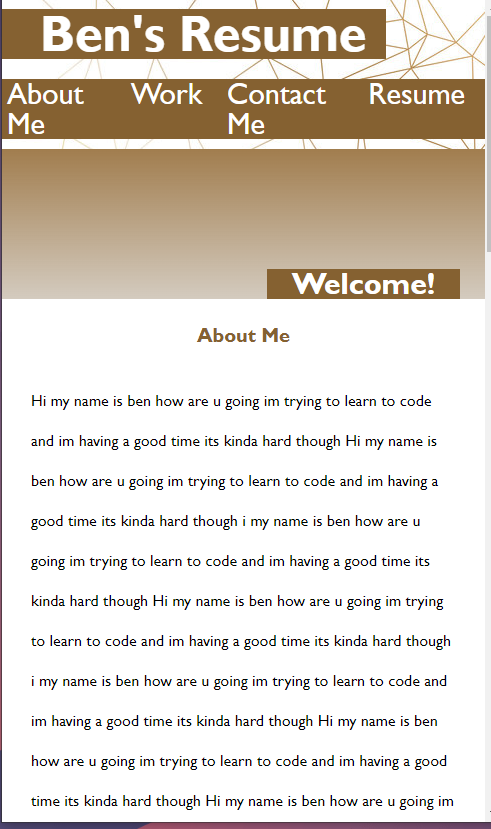 Ben's Resume
About Me Work Contact Me Resume
Welcome!
About Me
Hi my name is ben how are u going im trying to learn to code
and im having a good time its kinda hard though Hi my name is
ben how are u going im trying to learn to code and im having a
good time its kinda hard though i my name is ben how are u
going im trying to learn to code and im having a good time its
kinda hard though Hi my name is ben how are u going im trying
to learn to code and im having a good time its kinda hard though
i my name is ben how are u going im trying to learn to code and
im having a good time its kinda hard though Hi my name is ben
how are u going im trying to learn to code and im having a good
time its kinda hard though Hi my name is ben how are u going im